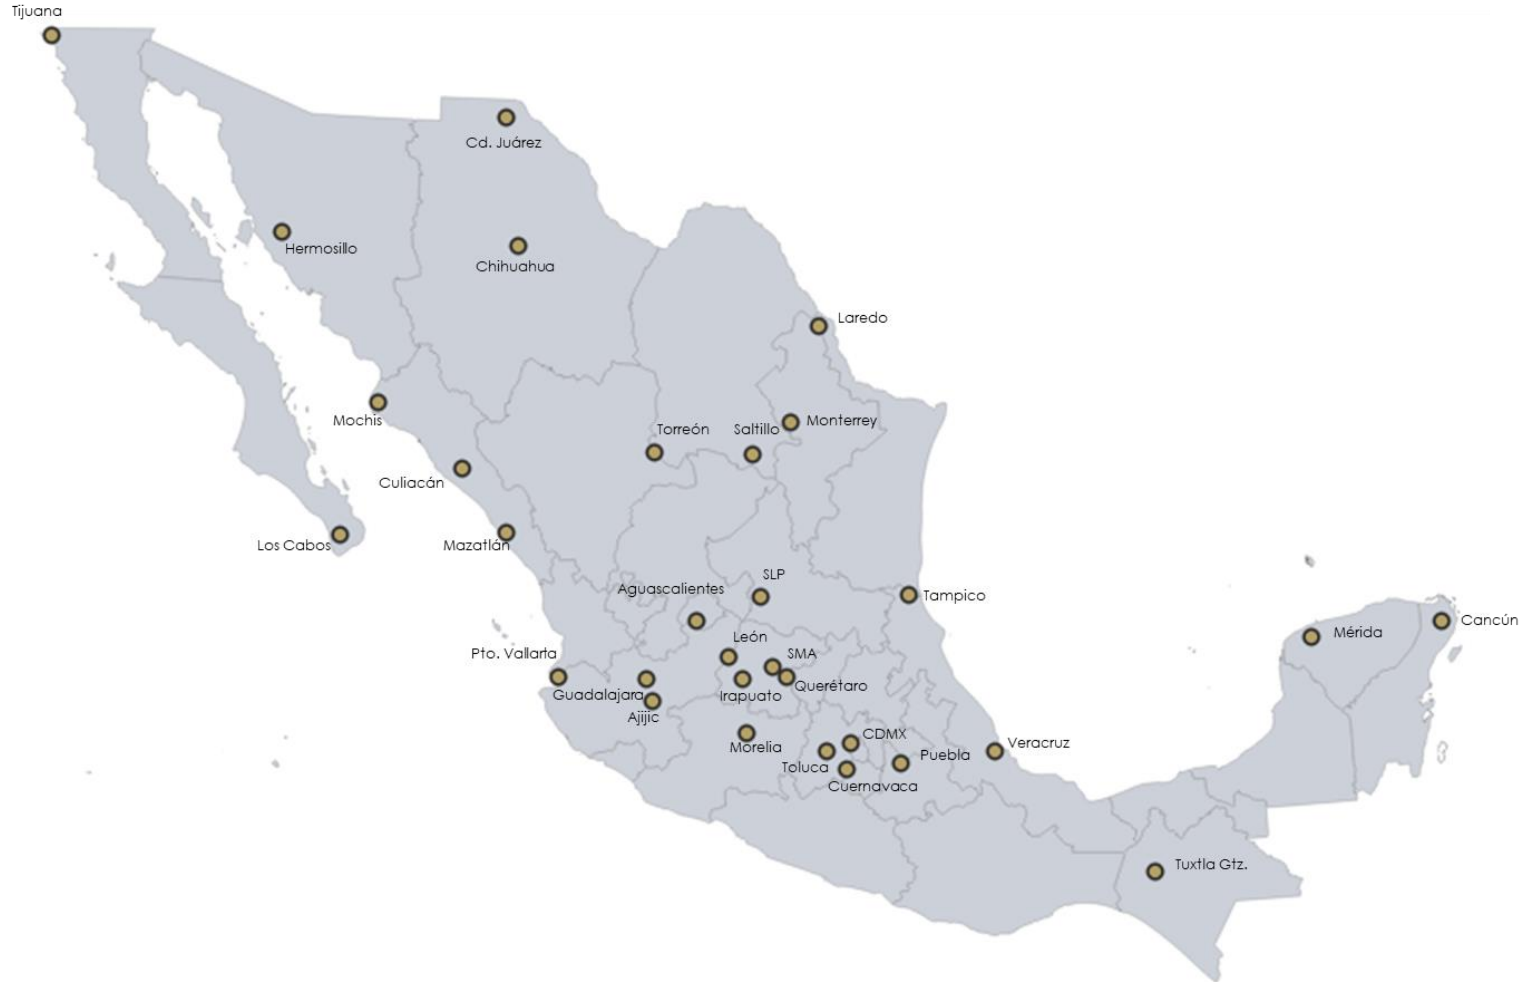 Tijuana
Cd. Juárez
Hermosillo
Chihuahua
Laredo
Mochis
Torreón
Saltillo
Monterrey
Culiacán
Los Cabos
Mazatlán
SLP
Aguascalientes
Tampico
Cancún
Mérida
León
Pto. Vallarta
SMA
Guadalajara
Irapuato
Querétaro
Ajijic
Morelia
CDMX
Veracruz
Toluca
Puebla
Cuernavaca
Tuxtla Gtz.